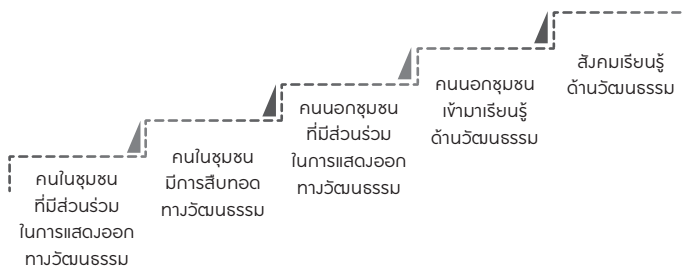 คนในชุมชน
ที่มีส่วนร่วม
ในการแสดงออก
ทางวัฒนธรรม
คนในชุมชน
มีการสืบทอด
ทางวัฒนธรรม
คนนอกชุมชน
ที่มีส่วนร่วม
ในการแสดงออก
ทางวัฒนธรรม
คนนอกชุมชน
เข้ามาเรียนรู้
ด้านวัฒนธรรม
สังคมเรียนรู้
ด้านวัฒนธรรม